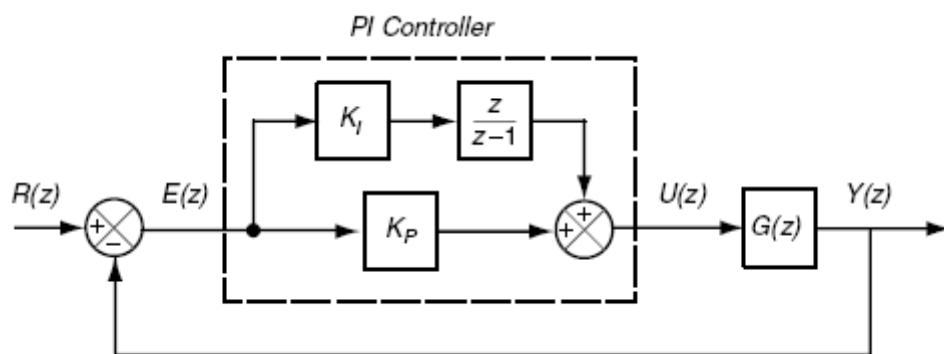 PI Controller
K_I
z
z–1
R(z)
E(z)
U(z)
Y(z)
+
+
–
K_P
+
G(z)